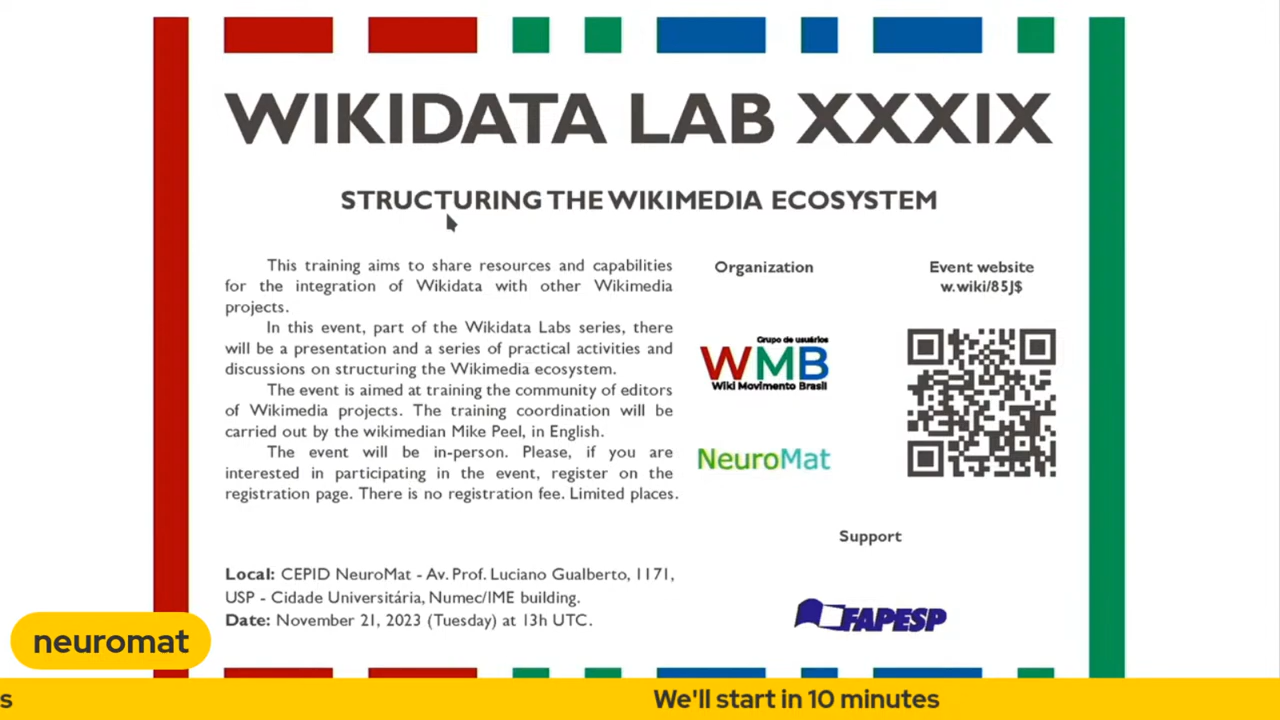 WIKIDATA LAB XXXIX
STRUCTURING THE WIKIMEDIA ECOSYSTEM
This training aims to share resources and capabilities
for the integration of Wikidata with other Wikimedia
projects.
In this event, part of the Wikidata Labs series, there
will be a presentation and a series of practical activities and
discussions on structuring the Wikimedia ecosystem.
The event is aimed at training the community of editors
of Wikimedia projects. The training coordination will be
carried out by the wikimedian Mike Peel, in English.
The event will be in-person. Please, if you are
interested in participating in the event, register on the
registration page. There is no registration fee. Limited places.
Local: CEPID NeuroMat - Av. Prof. Luciano Gualberto, 1171,
USP - Cidade Universitária, Numec/IME building.
Date: November 21, 2023 (Tuesday) at 13h UTC.
Organization
Grupo de usuários
WMB
Wiki Movimento Brasil
NeuroMat
Event website
w.wiki/85J$
Support
FAPESP
neuromat
s
We'll start in 10 minutes